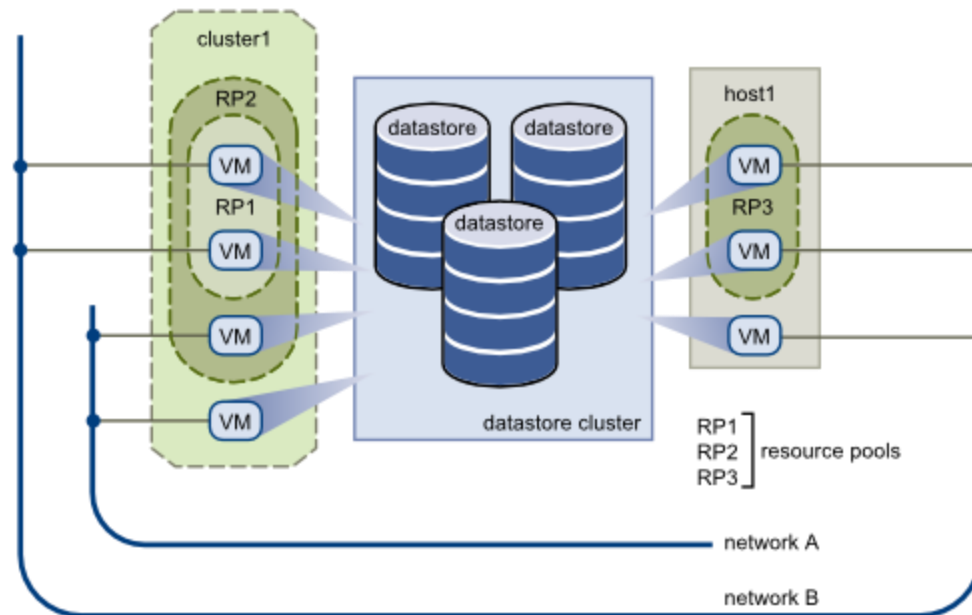 cluster1
RP2
VM
RP1
VM
VM
VM
datastore
datastore
datastore
datastore cluster
host1
VM
RP3
VM
VM
RP1
RP2
RP3
resource pools
network A
network B